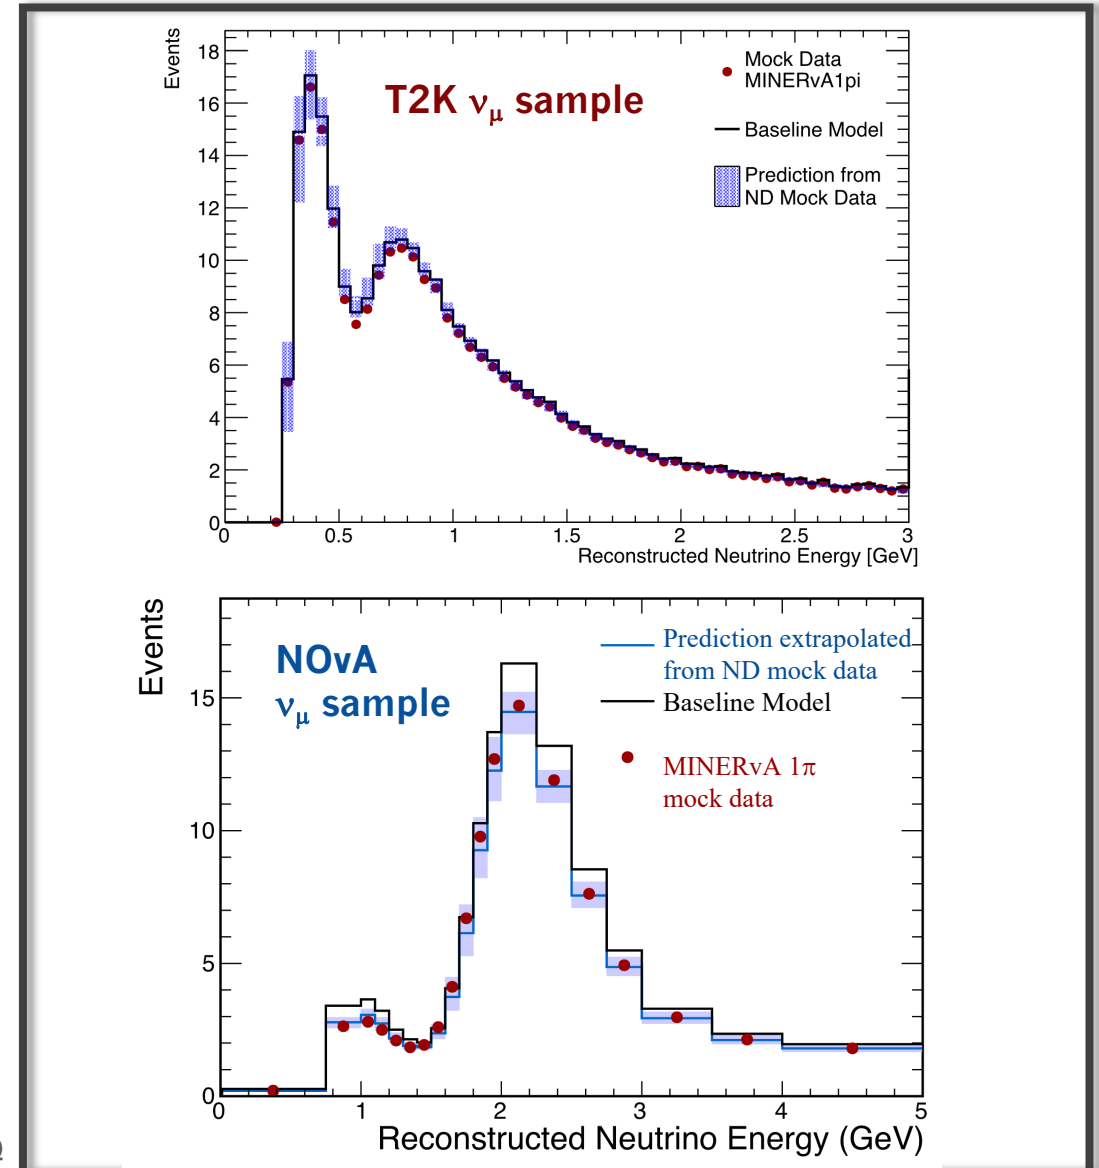 Events
18
16
14
12
10
8
6
4
2
0
T2K νμ sample
Mock Data
MINERvA1pi
Baseline Model
Prediction from
ND Mock Data
0 0.5 1 1.5 2 2.5 3
Reconstructed Neutrino Energy [GeV]
Events
15
10
5
0
NOvA
νμ sample
Prediction extrapolated
from ND mock data
Baseline Model
MINERvA 1π
mock data
0 1 2 3 4 5
Reconstructed Neutrino Energy (GeV)